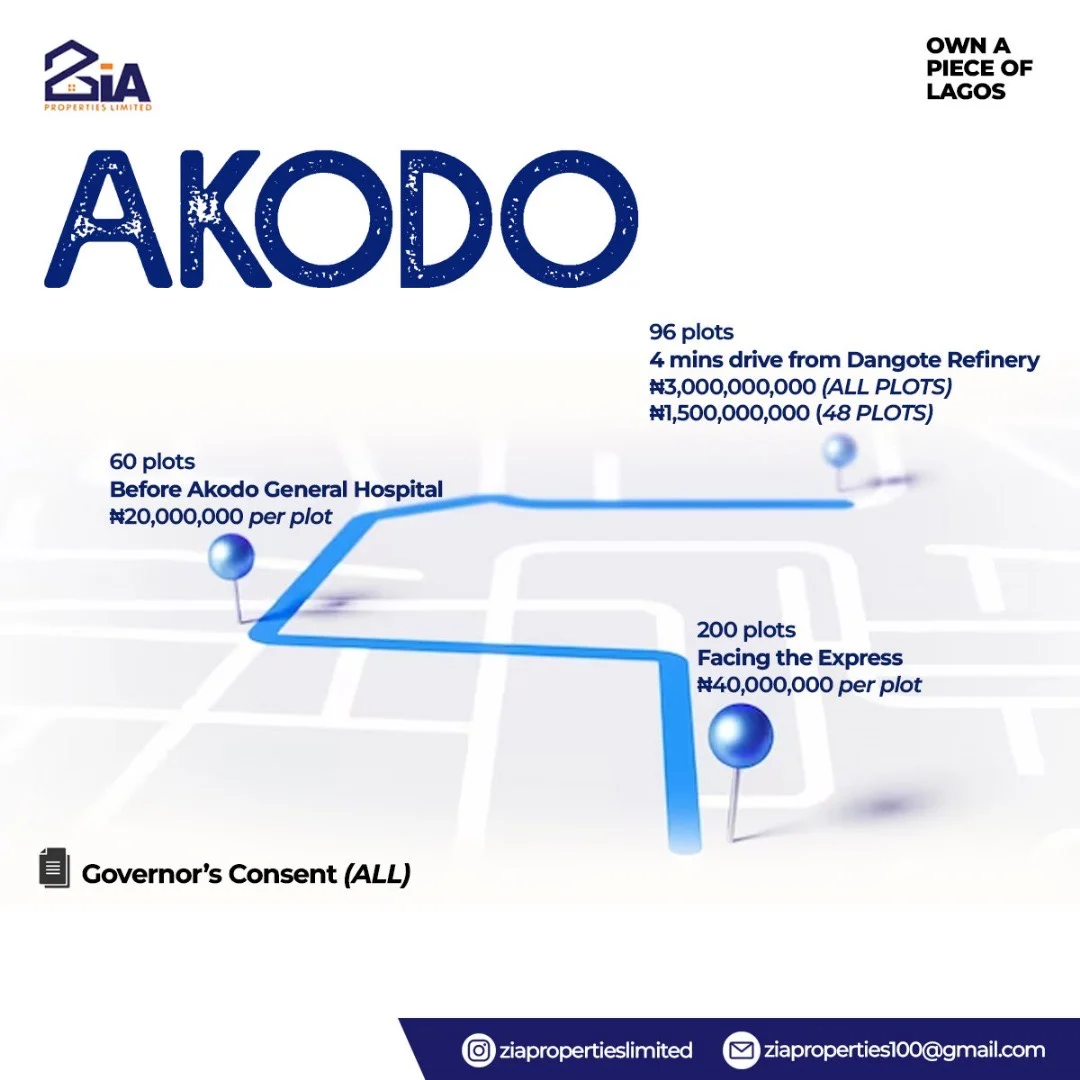 ZiA
PROPERTIES LIMITED
OWN A
PIECE OF
LAGOS
AKODO
96 plots
4 mins drive from Dangote Refinery
₦3,000,000,000 (ALL PLOTS)
₦1,500,000,000 (48 PLOTS)
60 plots
Before Akodo General Hospital
₦20,000,000 per plot
200 plots
Facing the Express
₦40,000,000 per plot
Governor's Consent (ALL)
ziapropertieslimited
ziaproperties100@gmail.com